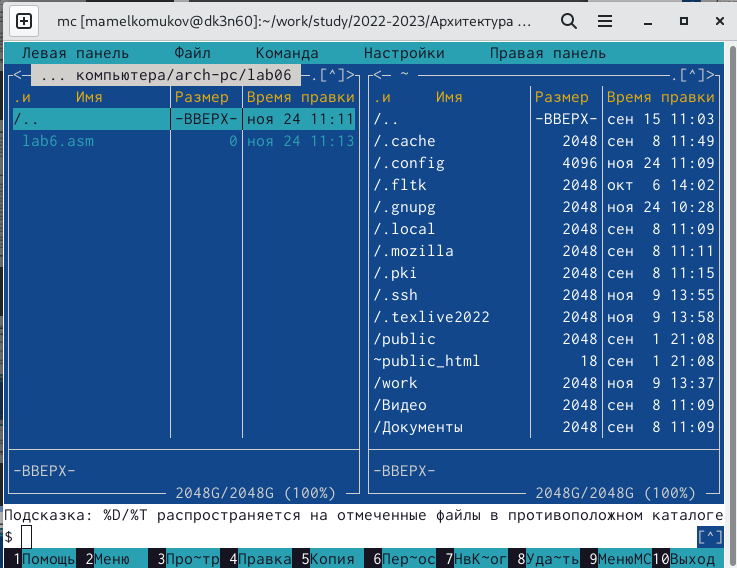 mc [mamelkomukov@dk3n60]:~/work/study/2022-2023/Архитектура ...
Левая панель Файл Команда Настройки Правая панель
<— ... компьютера/arch-pc/lab06 .[^]> <— ~ .[^]>
.и Имя Размер Время правки .и Имя Размер Время правки
/.. -ВВЕРХ- ноя 24 11:11 /.. -ВВЕРХ- сен 15 11:03
lab6.asm 0 ноя 24 11:13 /.cache 2048 сен 8 11:49
/.config 4096 ноя 24 11:09
/.fltk 2048 окт 6 14:02
/.gnupg 2048 ноя 24 10:28
/.local 2048 сен 8 11:09
/.mozilla 2048 сен 8 11:11
/.pki 2048 сен 8 11:15
/.ssh 2048 ноя 9 13:55
/.texlive2022 2048 ноя 9 13:58
/public 2048 сен 1 21:08
~public_html 18 сен 1 21:08
/work 2048 ноя 9 13:37
/Видео 2048 сен 8 11:09
/Документы 2048 сен 8 11:09
-ВВЕРХ- -ВВЕРХ-
2048G/2048G (100%) 2048G/2048G (100%)
Подсказка: %D/%T распространяется на отмеченные файлы в противоположном каталоге
$ [^]
1Помощь 2Меню 3Про~тр 4Правка 5Копия 6Пер~ос 7НвК~ог 8Уда~ть 9МенюMC 10Выход